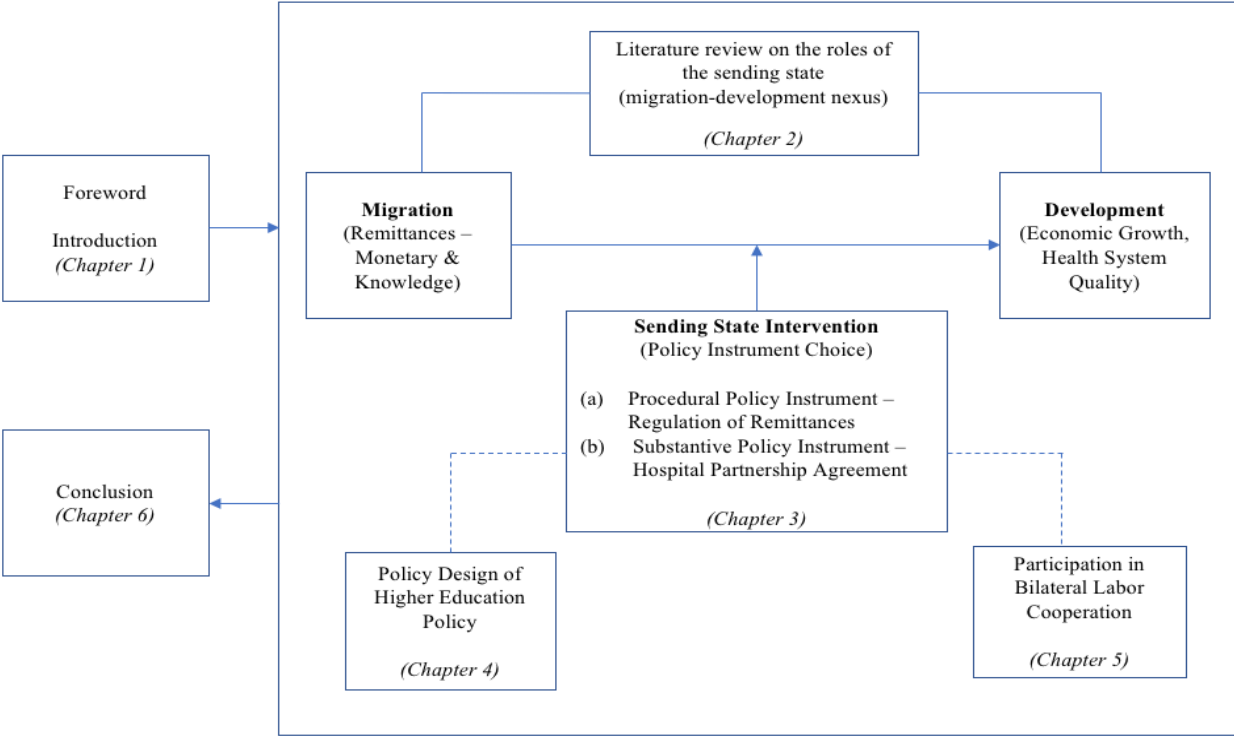 Literature review on the roles of
the sending state
(migration-development nexus)
(Chapter 2)
Foreword
Introduction
(Chapter 1)
Migration
(Remittances –
Monetary &
Knowledge)
Development
(Economic Growth,
Health System
Quality)
Sending State Intervention
(Policy Instrument Choice)
(a) Procedural Policy Instrument –
Regulation of Remittances
(b) Substantive Policy Instrument –
Hospital Partnership Agreement
(Chapter 3)
Conclusion
(Chapter 6)
Policy Design of
Higher Education
Policy
(Chapter 4)
Participation in
Bilateral Labor
Cooperation
(Chapter 5)